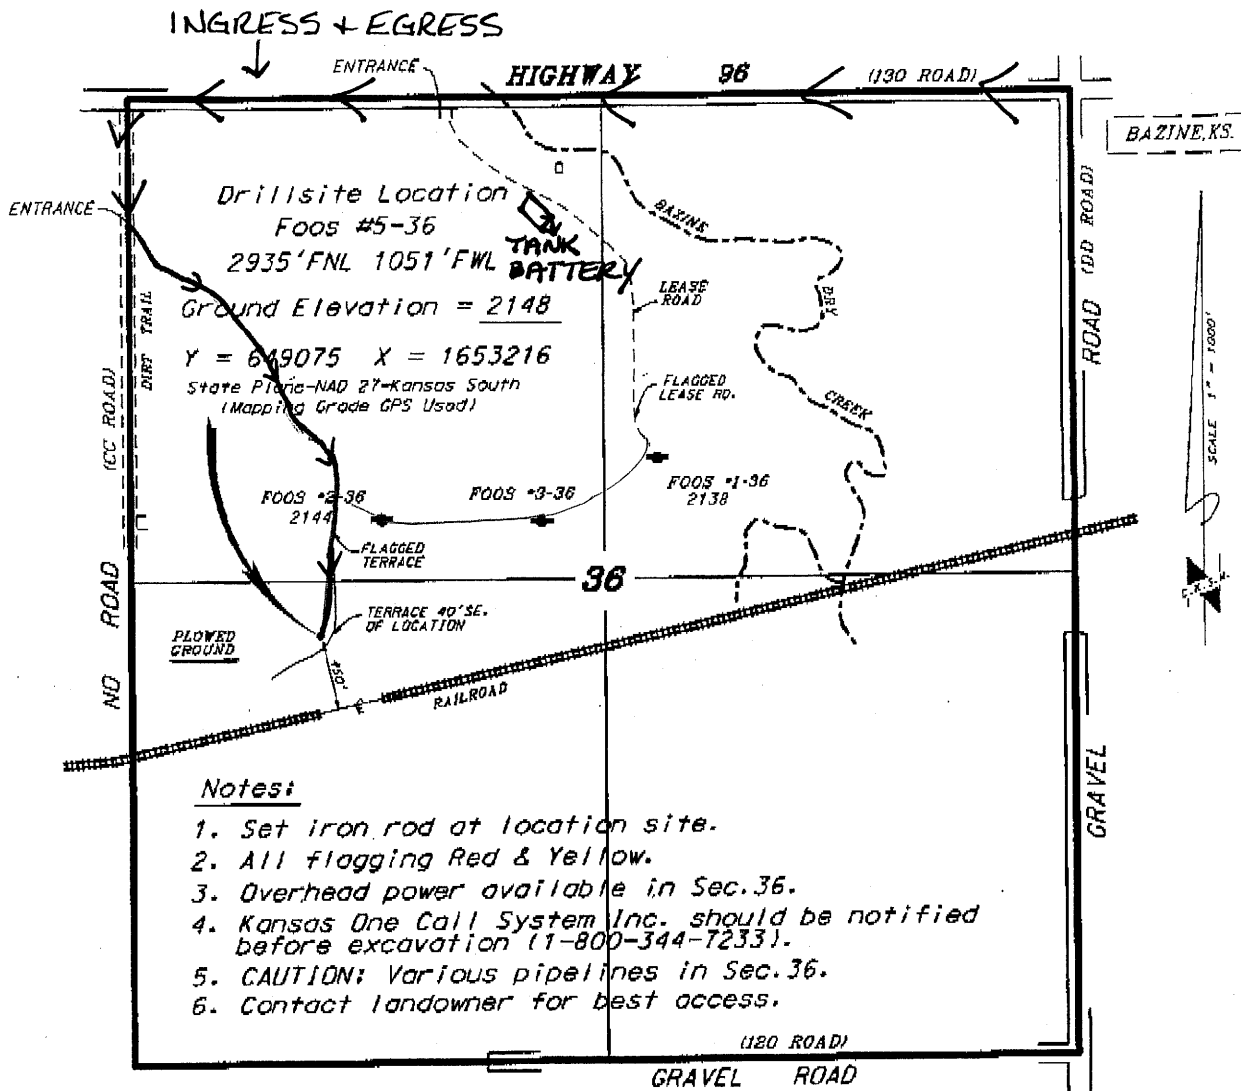 INGRESS & EGRESS
ENTRANCE
HIGHWAY 96 (130 ROAD)
BAZINE, KS.
ENTRANCE
Drillsite Location
Foos #5-36
2935'FNL 1051'FWL
TANK
BATTERY
Ground Elevation = 2148
Y = 649075 X = 1653216
State Plane-NAD 27-Kansas South
(Mapping Grade GPS Used)
BAZINE
DRY
CREEK
LEASE
ROAD
FLAGGED
LEASE RD.
DIRT TRAIL
NO ROAD (CC ROAD)
GRAVEL ROAD (DD ROAD)
SCALE 1" = 1000'
FOOS #2-36
2144
FOOS #3-36
FOOS #1-36
2138
FLAGGED
TERRACE
36
TERRACE 40'SE.
OF LOCATION
PLOWED
GROUND
450'
RAILROAD
Notes:
1. Set iron rod at location site.
2. All flagging Red & Yellow.
3. Overhead power available in Sec.36.
4. Kansas One Call System Inc. should be notified
before excavation (1-800-344-7233).
5. CAUTION: Various pipelines in Sec.36.
6. Contact landowner for best access.
(120 ROAD)
GRAVEL ROAD